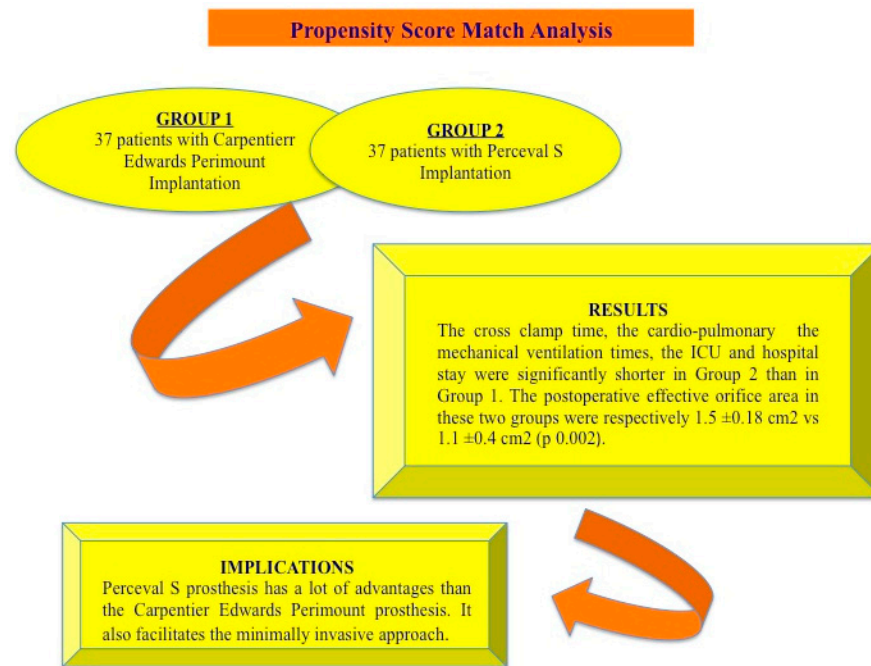 Propensity Score Match Analysis
GROUP 1
37 patients with Carpentierr
Edwards Perimount
Implantation
GROUP 2
37 patients with Perceval S
Implantation
RESULTS
The cross clamp time, the cardio-pulmonary the
mechanical ventilation times, the ICU and hospital
stay were significantly shorter in Group 2 than in
Group 1. The postoperative effective orifice area in
these two groups were respectively 1.5 ±0.18 cm2 vs
1.1 ±0.4 cm2 (p 0.002).
IMPLICATIONS
Perceval S prosthesis has a lot of advantages than
the Carpentier Edwards Perimount prosthesis. It
also facilitates the minimally invasive approach.